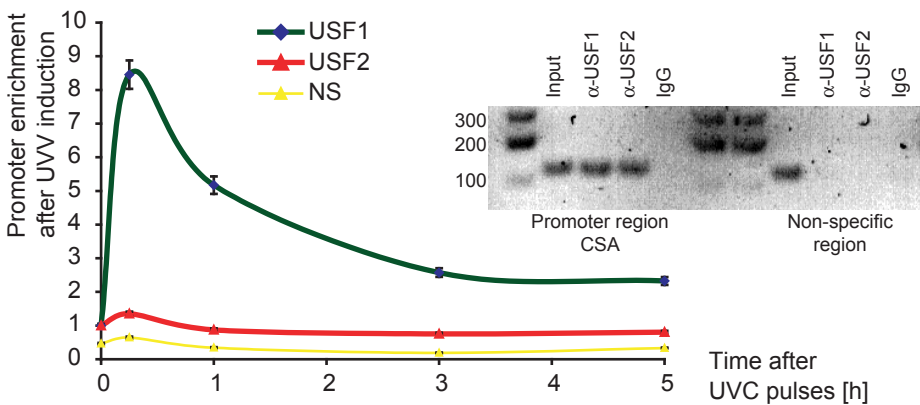 Promoter enrichment
after UVV induction
10
9
8
7
6
5
4
3
2
1
0
0
1
2
3
4
5
USF1
USF2
NS
Time after
UVC pulses [h]
Input
α-USF1
α-USF2
IgG
Input
α-USF1
α-USF2
IgG
300
200
100
Promoter region
CSA
Non-specific
region